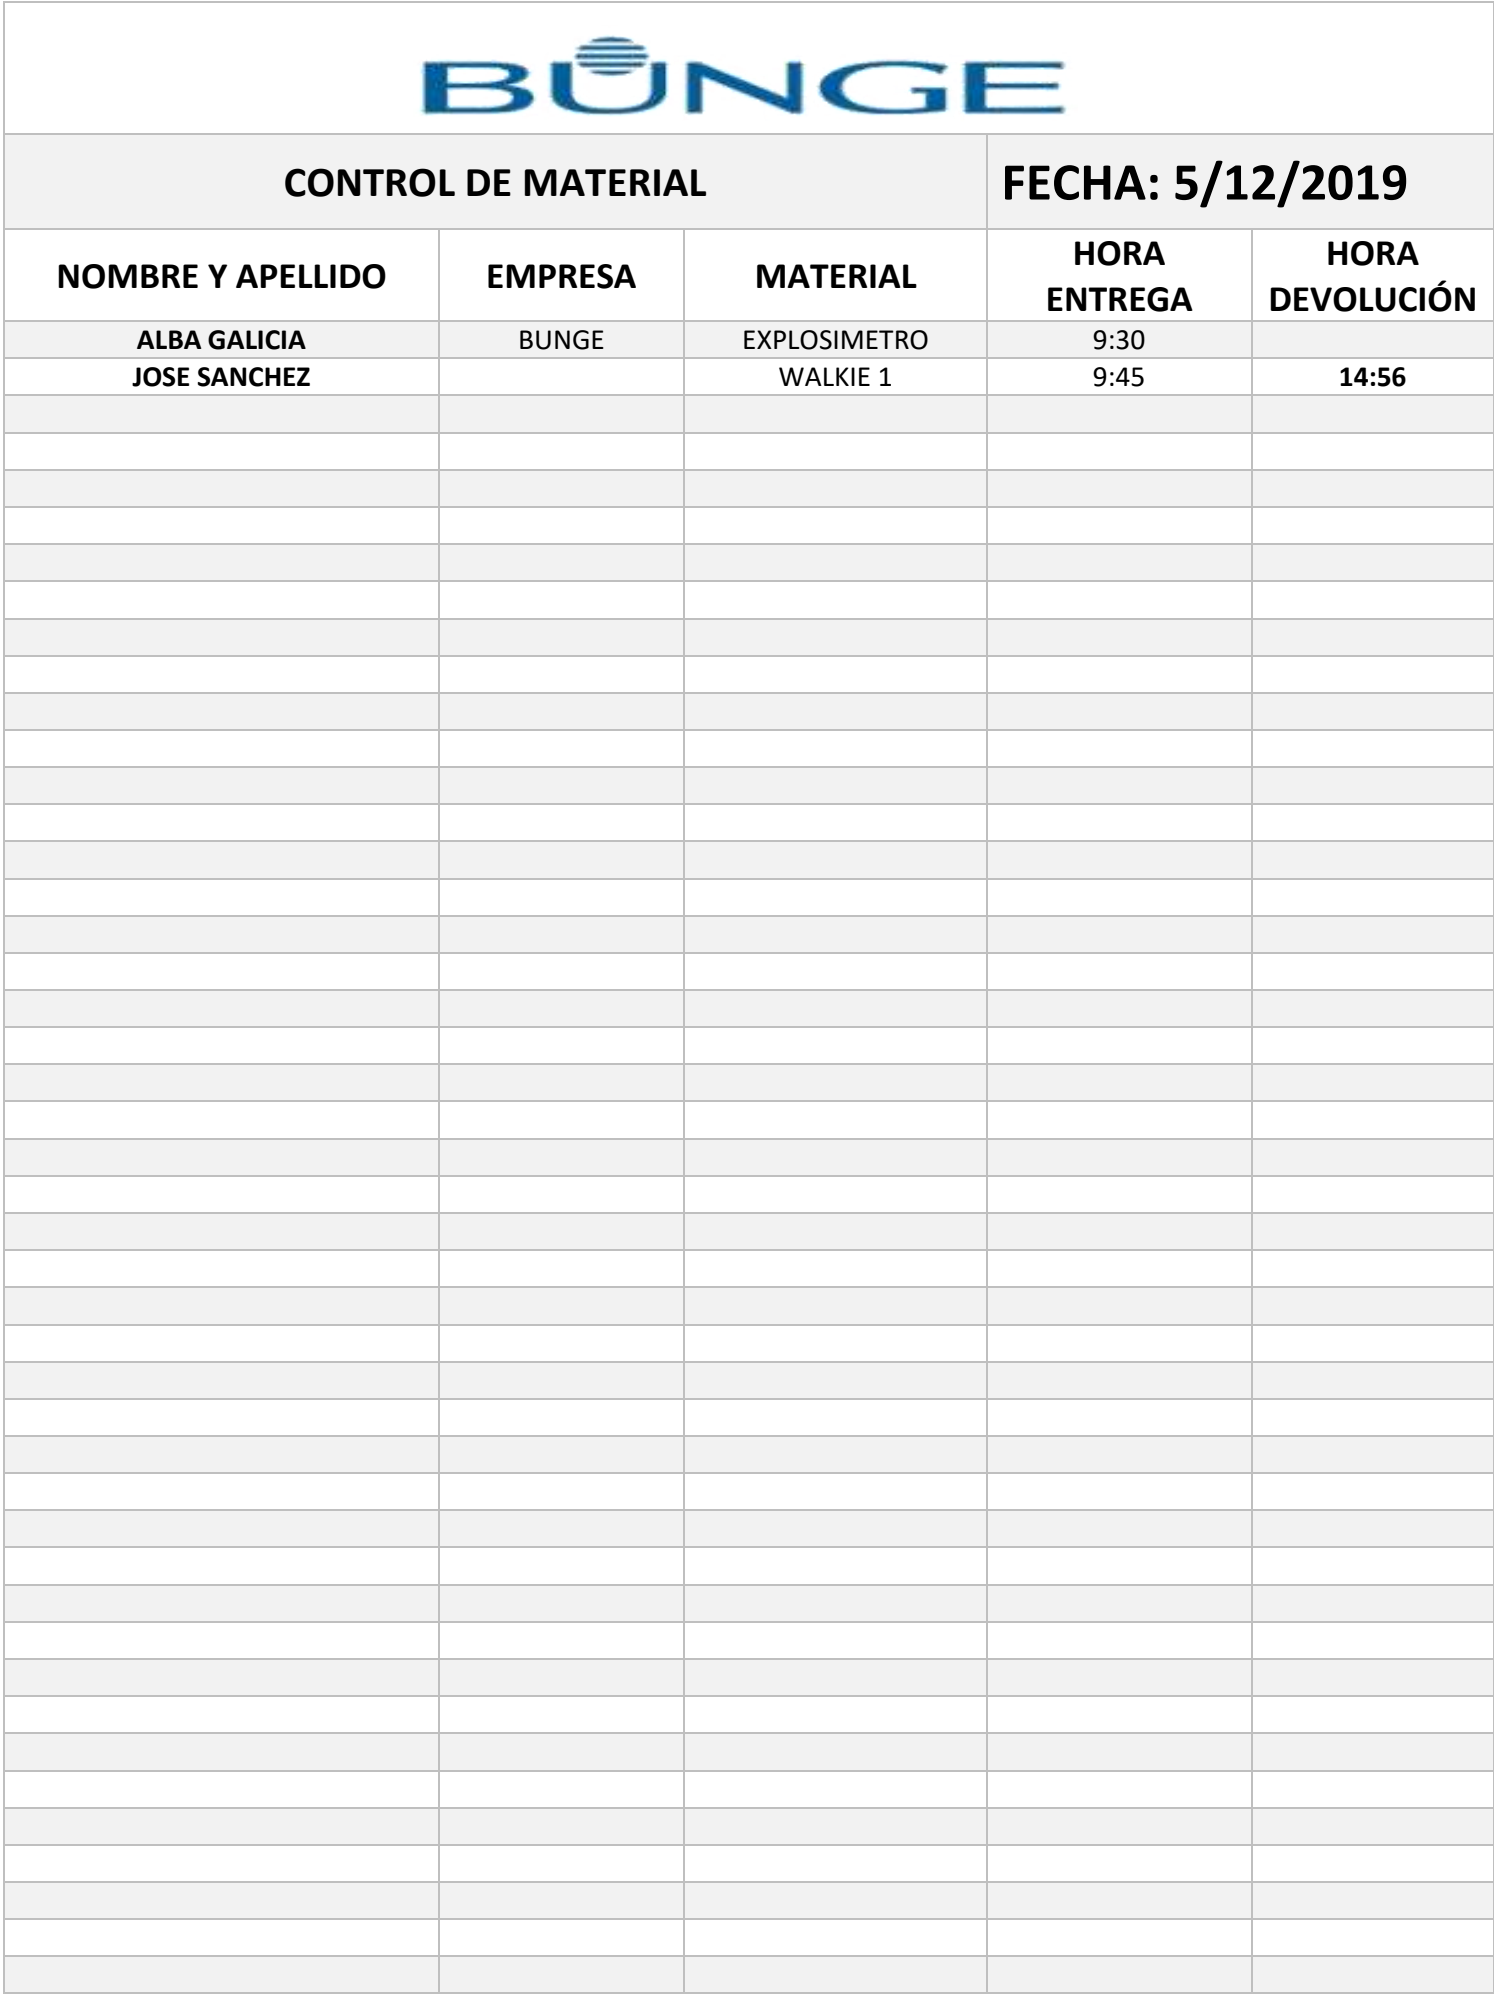 BUNGE
CONTROL DE MATERIAL
FECHA: 5/12/2019
NOMBRE Y APELLIDO
EMPRESA
MATERIAL
HORA
ENTREGA
HORA
DEVOLUCIÓN
ALBA GALICIA BUNGE EXPLOSIMETRO 9:30
JOSE SANCHEZ WALKIE 1 9:45 14:56